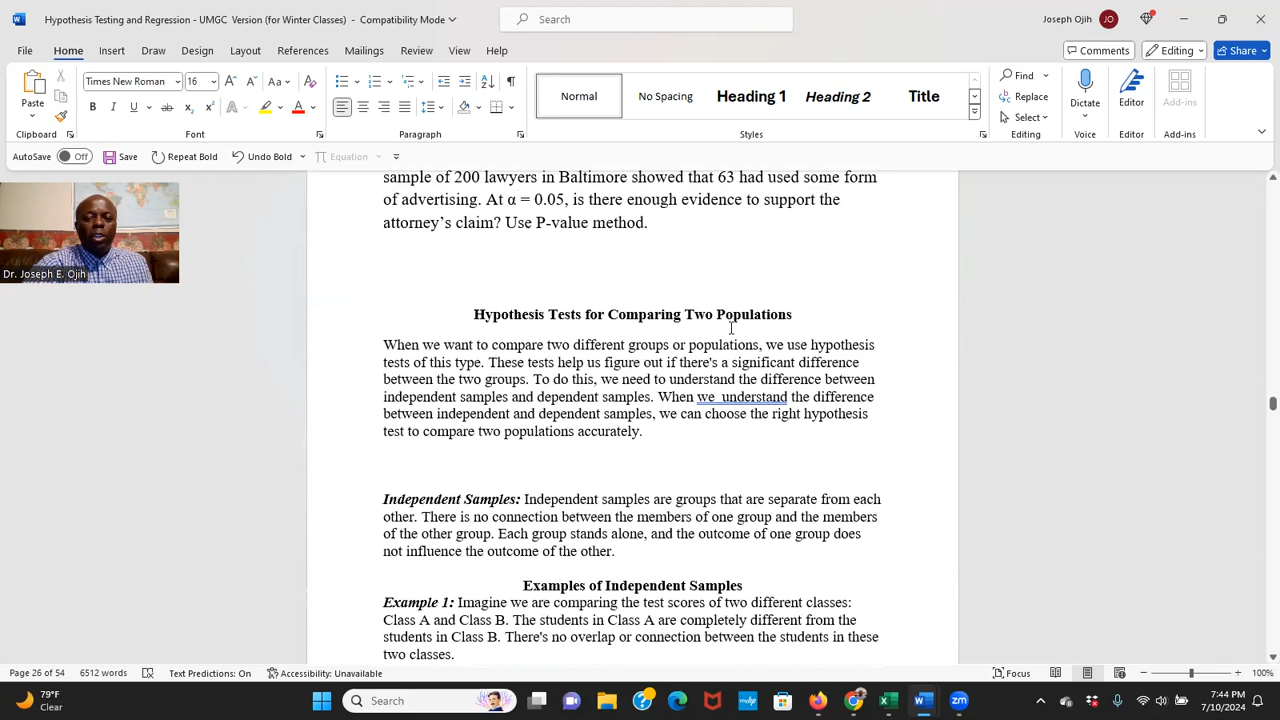 Hypothesis Testing and Regression - UMGC Version (for Winter Classes) - Compatibility Mode
Search
Joseph Ojih
JO
File Home Insert Draw Design Layout References Mailings Review View Help
Comments Editing Share
Times New Roman 16
Paste
Normal No Spacing Heading 1 Heading 2 Title
Find
Replace
Select
Dictate Editor Add-ins
Clipboard Font Paragraph Styles Editing Voice Editor Add-ins
AutoSave Off Save Repeat Bold Undo Bold Equation
sample of 200 lawyers in Baltimore showed that 63 had used some form
of advertising. At α = 0.05, is there enough evidence to support the
attorney’s claim? Use P-value method.
Dr. Joseph E. Ojih
Hypothesis Tests for Comparing Two Populations
When we want to compare two different groups or populations, we use hypothesis
tests of this type. These tests help us figure out if there's a significant difference
between the two groups. To do this, we need to understand the difference between
independent samples and dependent samples. When we understand the difference
between independent and dependent samples, we can choose the right hypothesis
test to compare two populations accurately.
Independent Samples: Independent samples are groups that are separate from each
other. There is no connection between the members of one group and the members
of the other group. Each group stands alone, and the outcome of one group does
not influence the outcome of the other.
Examples of Independent Samples
Example 1: Imagine we are comparing the test scores of two different classes:
Class A and Class B. The students in Class A are completely different from the
students in Class B. There's no overlap or connection between the students in these
two classes.
Page 26 of 54 6512 words Text Predictions: On Accessibility: Unavailable Focus 100%
79°F
Clear
Search
7:44 PM
7/10/2024